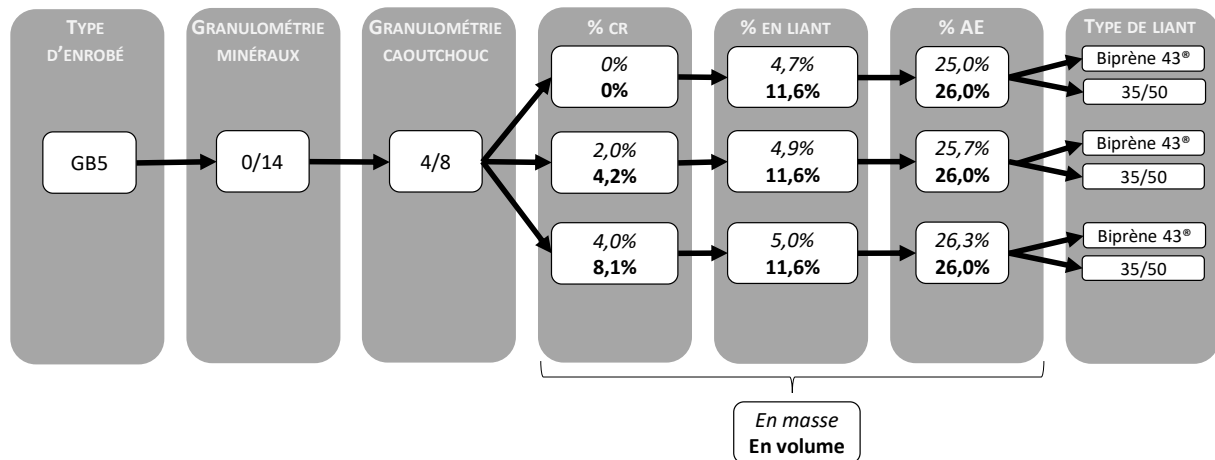 TYPE
D'ENROBÉ
GRANULOMÉTRIE
MINÉRAUX
GRANULOMÉTRIE
CAOUTCHOUC
% CR
% EN LIANT
% AE
TYPE DE LIANT
GB5
0/14
4/8
0%
0%
4,7%
11,6%
25,0%
26,0%
Biprène 43®
35/50
2,0%
4,2%
4,9%
11,6%
25,7%
26,0%
Biprène 43®
35/50
4,0%
8,1%
5,0%
11,6%
26,3%
26,0%
Biprène 43®
35/50
En masse
En volume